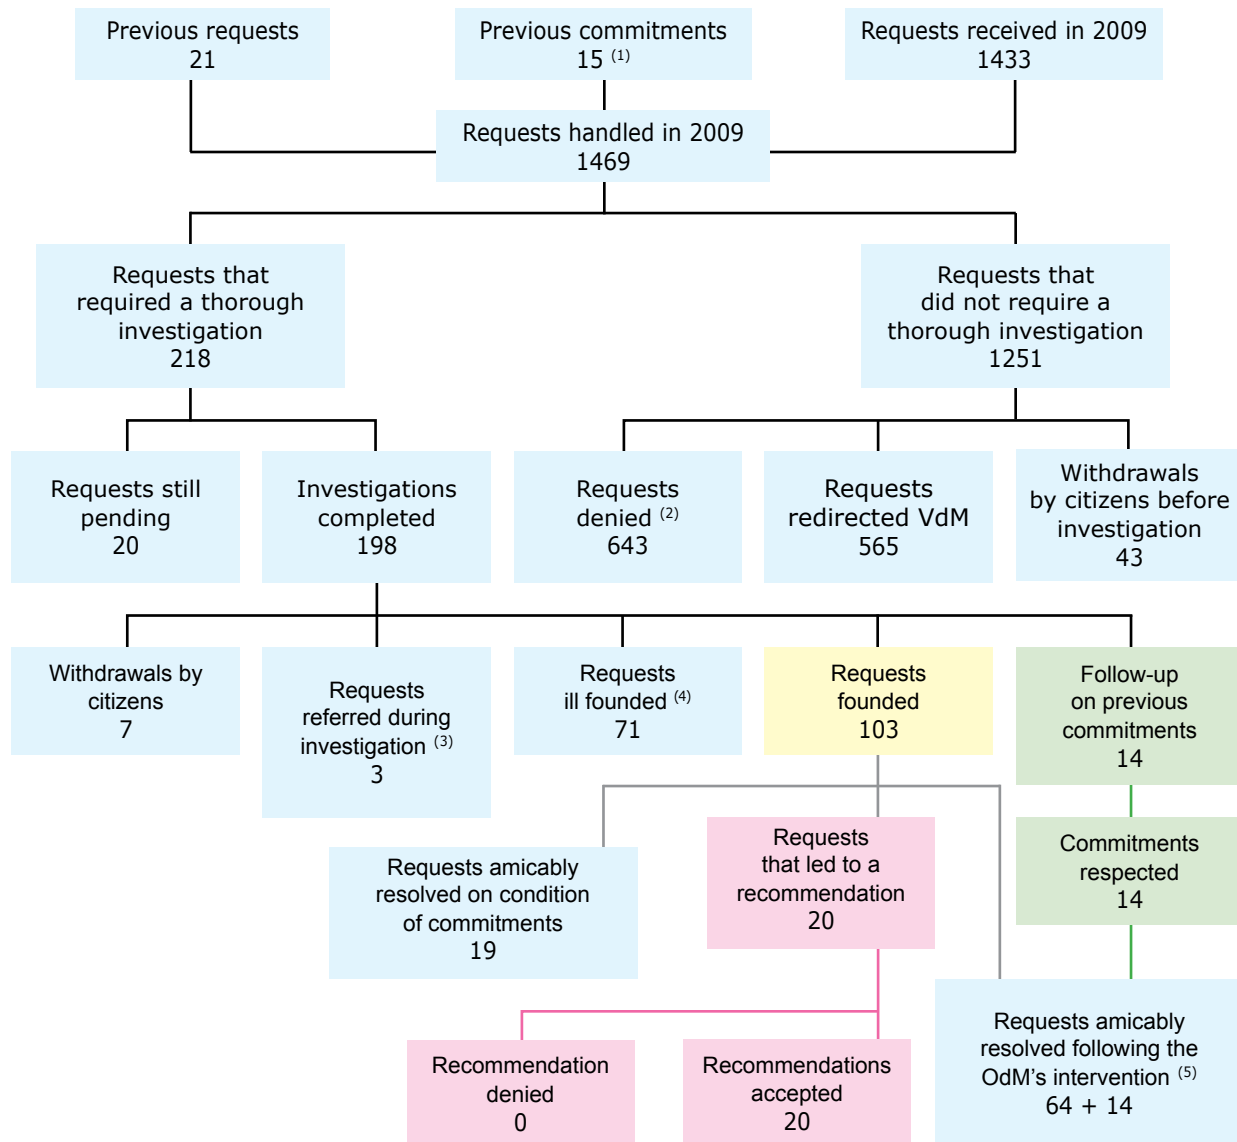 Previous requests
21
Previous commitments
15 (1)
Requests received in 2009
1433
Requests handled in 2009
1469
Requests that
required a thorough
investigation
218
Requests that
did not require a
thorough investigation
1251
Requests still
pending
20
Investigations
completed
198
Requests
denied (2)
643
Requests
redirected VdM
565
Withdrawals
by citizens before
investigation
43
Withdrawals by
citizens
7
Requests
referred during
investigation (3)
3
Requests
ill founded (4)
71
Requests
founded
103
Follow-up
on previous
commitments
14
Requests amicably
resolved on condition
of commitments
19
Requests
that led to a
recommendation
20
Commitments
respected
14
Recommendation
denied
0
Recommendations
accepted
20
Requests amicably
resolved following the
OdM's intervention (5)
64 + 14